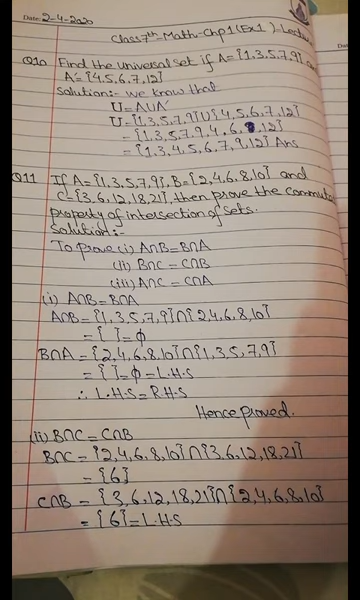 Date: 2-4-2020
Class 7th-Math-Chp1(Ex1)-Lecture
Q10 Find the universal set if A=[1,3,5,7,9] and
A'=[4,5,6,7,12]
Solution:- we know that
U=AUA'
U=[1,3,5,7,9]U[4,5,6,7,12]
=[1,3,5,7,9,4,6,12]
=[1,3,4,5,6,7,9,12] Ans
Q11 If A=[1,3,5,7,9], B=[2,4,6,8,10] and
C=[3,6,12,18,21], then prove the commutative
property of intersection of sets.
Solution:-
To prove (i) A∩B=B∩A
(ii) B∩C=C∩B
(iii) A∩C=C∩A
(i) A∩B=B∩A
A∩B=[1,3,5,7,9]∩[2,4,6,8,10]
=[ ]=φ
B∩A=[2,4,6,8,10]∩[1,3,5,7,9]
=[ ]=φ=L.H.S
∴ L.H.S=R.H.S
Hence proved.
(ii) B∩C=C∩B
B∩C=[2,4,6,8,10]∩[3,6,12,18,21]
=[6]
C∩B=[3,6,12,18,21]∩[2,4,6,8,10]
=[6]=L.H.S